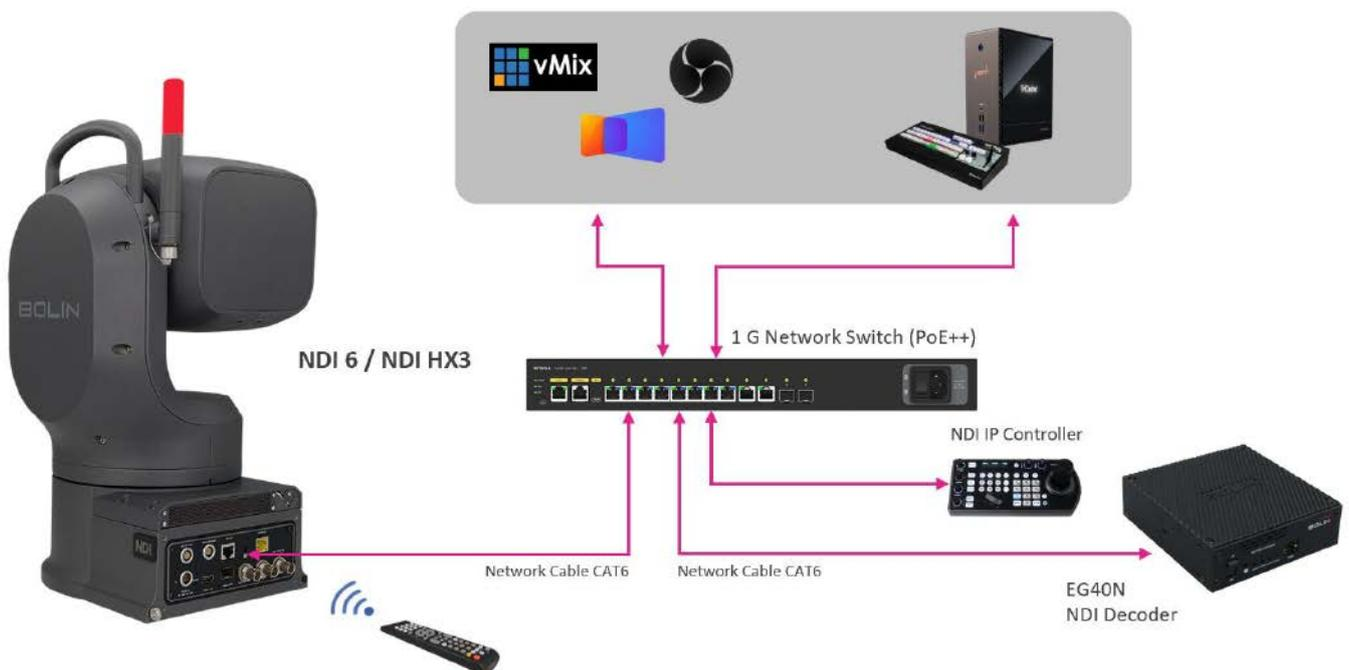 vMix
BOLIN
NDI 6 / NDI HX3
1 G Network Switch (PoE++)
NDI IP Controller
NDI
Network Cable CAT6
Network Cable CAT6
BOLIN
EG40N
NDI Decoder